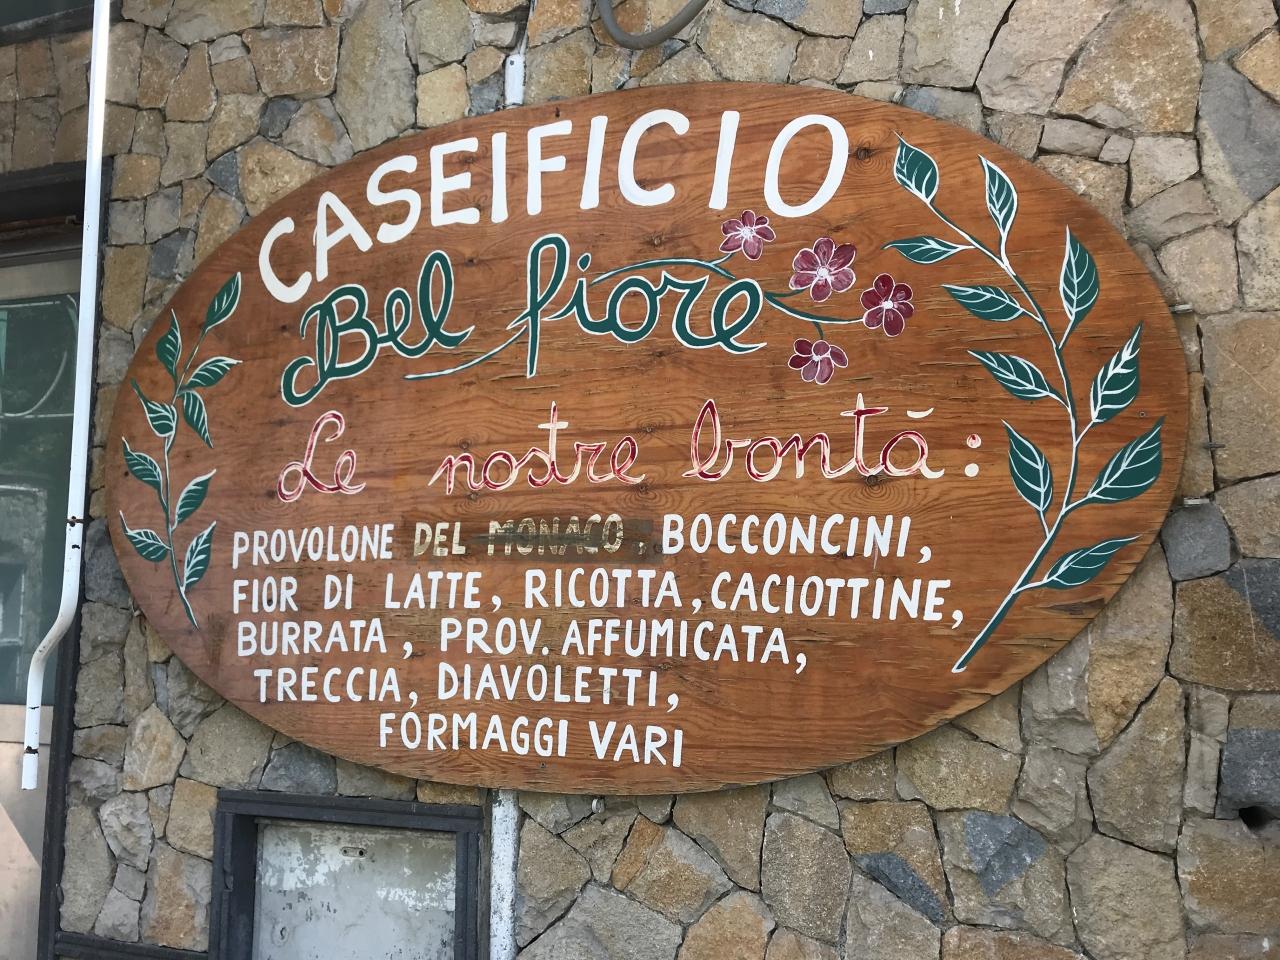 CASEIFICIO
Bel fiore
Le nostre bontā :
PROVOLONE DEL MONACO, BOCCONCINI,
FIOR DI LATTE, RICOTTA, CACIOTTINE,
BURRATA, PROV. AFFUMICATA,
TRECCIA, DIAVOLETTI,
FORMAGGI VARI